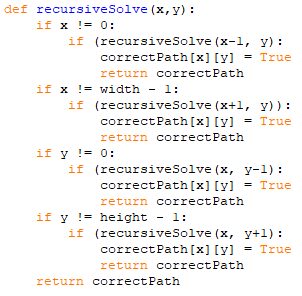 def recursiveSolve(x,y):
    if x != 0:
        if (recursiveSolve(x-1, y):
            correctPath[x][y] = True
            return correctPath
    if x != width - 1:
        if (recursiveSolve(x+1, y)):
            correctPath[x][y] = True
            return correctPath
    if y != 0:
        if (recursiveSolve(x, y-1):
            correctPath[x][y] = True
            return correctPath
    if y != height - 1:
        if (recursiveSolve(x, y+1):
            correctPath[x][y] = True
            return correctPath
    return correctPath